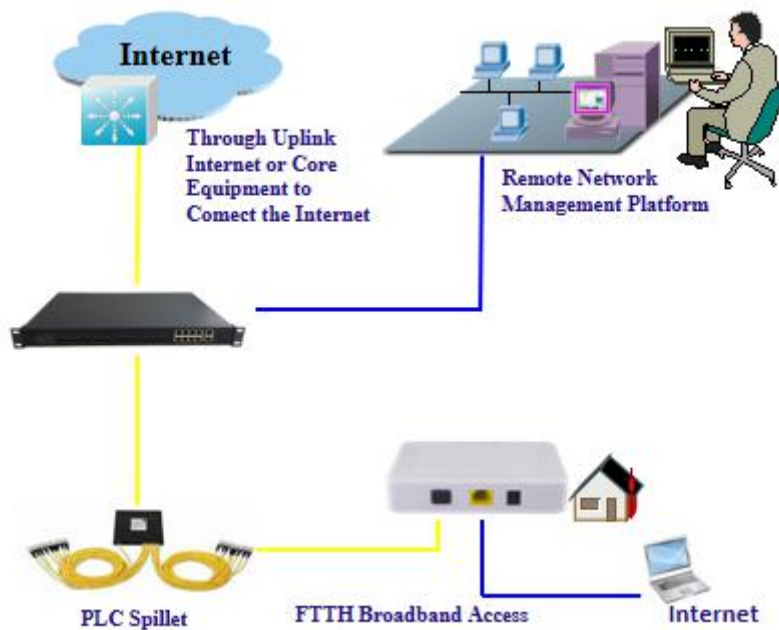 Internet
Through Uplink
Internet or Core
Equipment to
Comect the Internet
Remote Network
Management Platform
PLC Spillet
FTTH Broadband Access
Internet